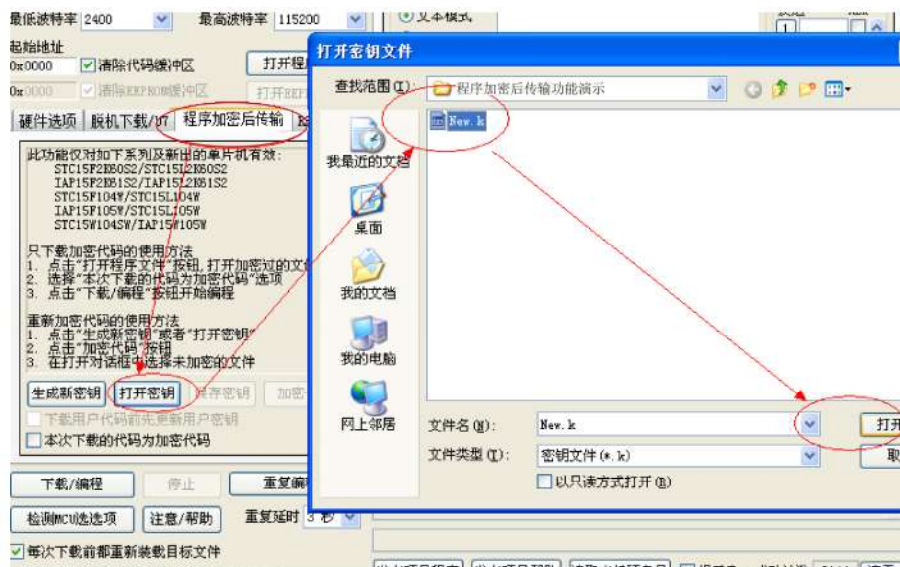 最低波特率 2400 最高波特率 115200
文本模式
起始地址
0x0000 清除代码缓冲区
0x0000 清除EEPROM缓冲区
硬件选项 脱机下载/U7 程序加密后传输
此功能仅对如下系列及新出的单片机有效:
STC15F2K60S2/STC15L2K60S2
IAP15F2K61S2/IAP15L2K61S2
STC15F104W/STC15L104W
IAP15F105W/STC15L105W
STC15W104SW/IAP15W105W
只下载加密代码的使用方法
1. 点击"打开程序文件"按钮,打开加密过的文
2. 选择"本次下载的代码为加密代码"选项
3. 点击"下载/编程"按钮开始编程
重新加密代码的使用方法
1. 点击"生成新密钥"或者"打开密钥"
2. 点击"加密代码"按钮
3. 在打开对话框中选择未加密的文件
生成新密钥 打开密钥 保存密钥
下载用户代码前先更新用户密钥
本次下载的代码为加密代码
下载/编程 停止 重复编
检测MCU选项 注意/帮助 重复延时 3 秒
每次下载前都重新装载目标文件
打开密钥文件
查找范围(I): 程序加密后传输功能演示
New.k
我最近的文档
桌面
我的文档
我的电脑
网上邻居
文件名(N): New.k 打开
文件类型(T): 密钥文件 (*.k) 取
以只读方式打开(R)